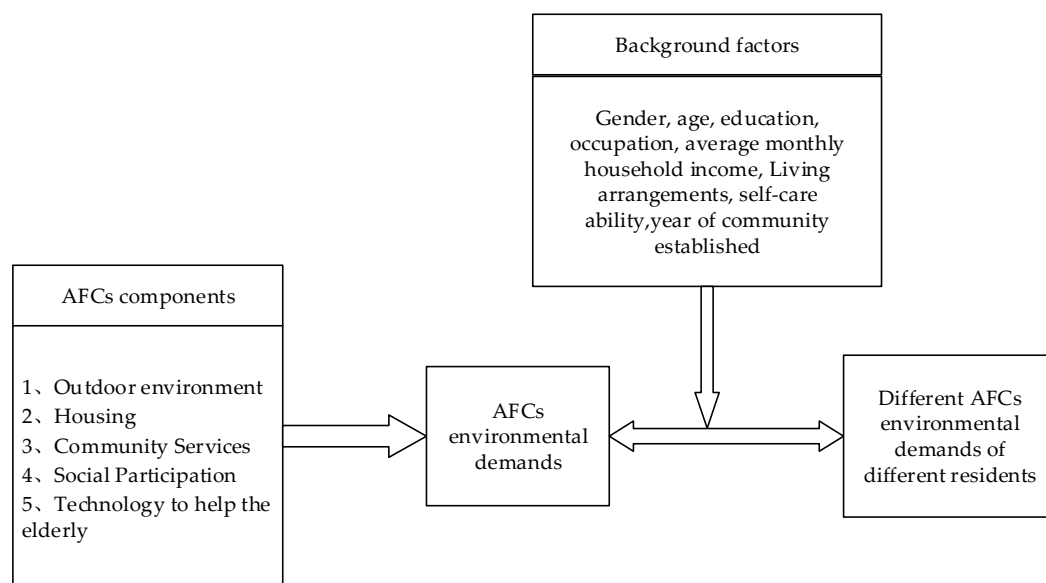 Background factors
Gender, age, education,
occupation, average monthly
household income, Living
arrangements, self-care
ability,year of community
established
AFCs components
1、Outdoor environment
2、Housing
3、Community Services
4、Social Participation
5、Technology to help the
elderly
AFCs
environmental
demands
Different AFCs
environmental
demands of
different residents